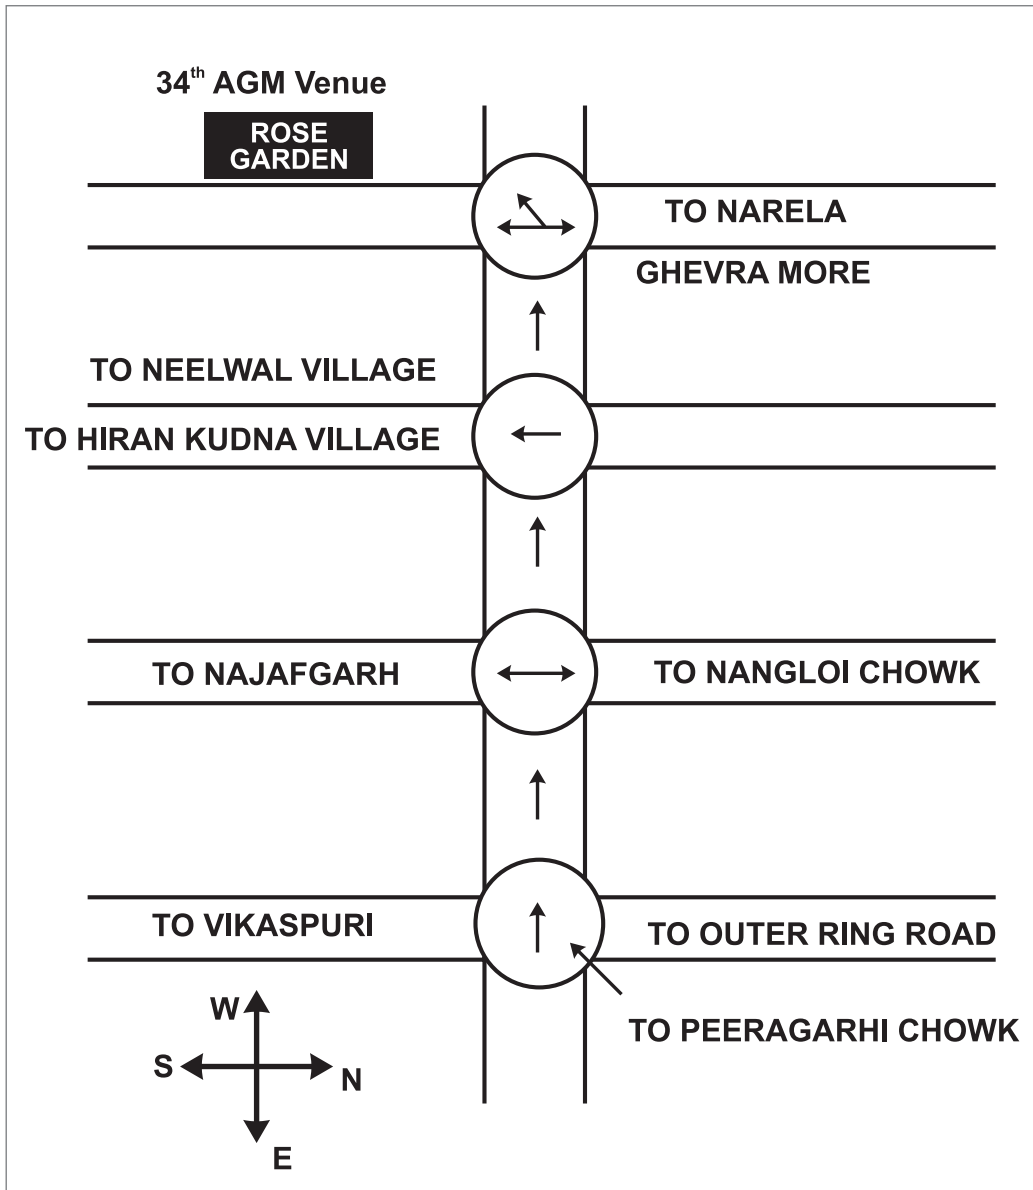 34th AGM Venue
ROSE
GARDEN
TO NARELA
GHEVRA MORE
TO NEELWAL VILLAGE
TO HIRAN KUDNA VILLAGE
TO NAJAFGARH
TO NANGLOI CHOWK
TO VIKASPURI
TO OUTER RING ROAD
TO PEERAGARHI CHOWK
W
S
N
E